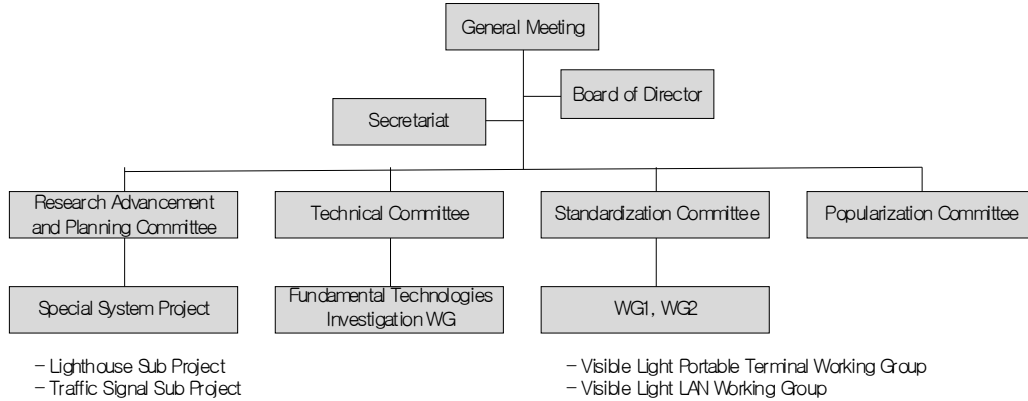 General Meeting
Board of Director
Secretariat
Research Advancement
and Planning Committee
Technical Committee
Standardization Committee
Popularization Committee
Special System Project
Fundamental Technologies
Investigation WG
WG1, WG2
– Lighthouse Sub Project
– Traffic Signal Sub Project
– Visible Light Portable Terminal Working Group
– Visible Light LAN Working Group